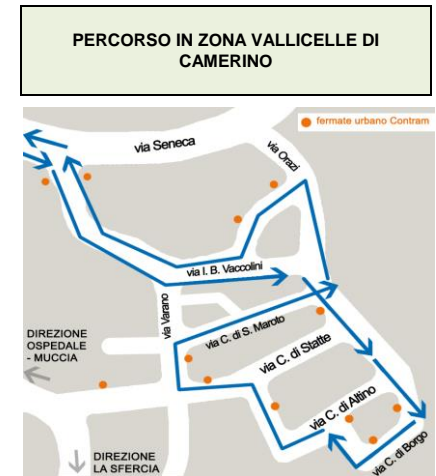 PERCORSO IN ZONA VALLICELLE DI
CAMERINO
fermate urbano Contram
via Seneca
via Orazi
via I. B. Vaccolini
via Varano
via C. di S. Maroto
DIREZIONE
OSPEDALE
- MUCCIA
via C. di Statte
via C. di Altino
via C. di Borgo
DIREZIONE
LA SFERCIA